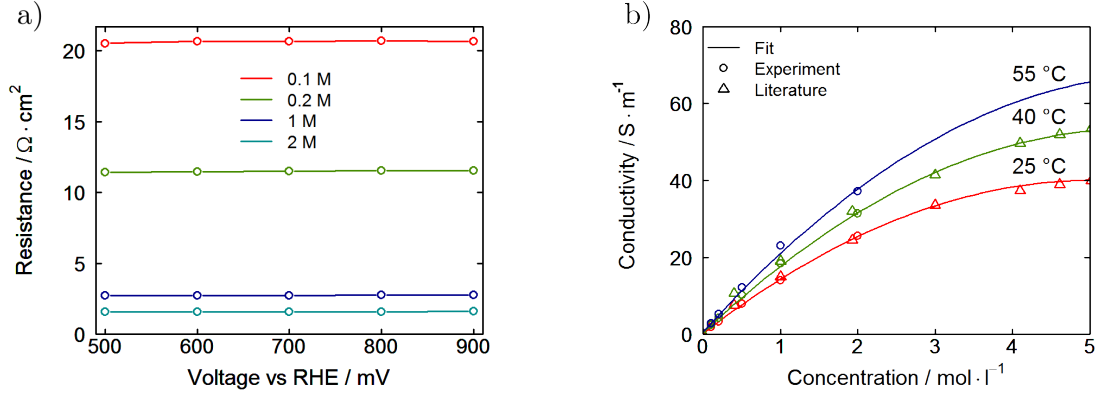 a)
Resistance / Ω · cm²
20
15
10
5
0
0.1 M
0.2 M
1 M
2 M
500 600 700 800 900
Voltage vs RHE / mV
b)
Conductivity / S · m⁻¹
80
60
40
20
0
Fit
Experiment
Literature
55 °C
40 °C
25 °C
0 1 2 3 4 5
Concentration / mol · l⁻¹